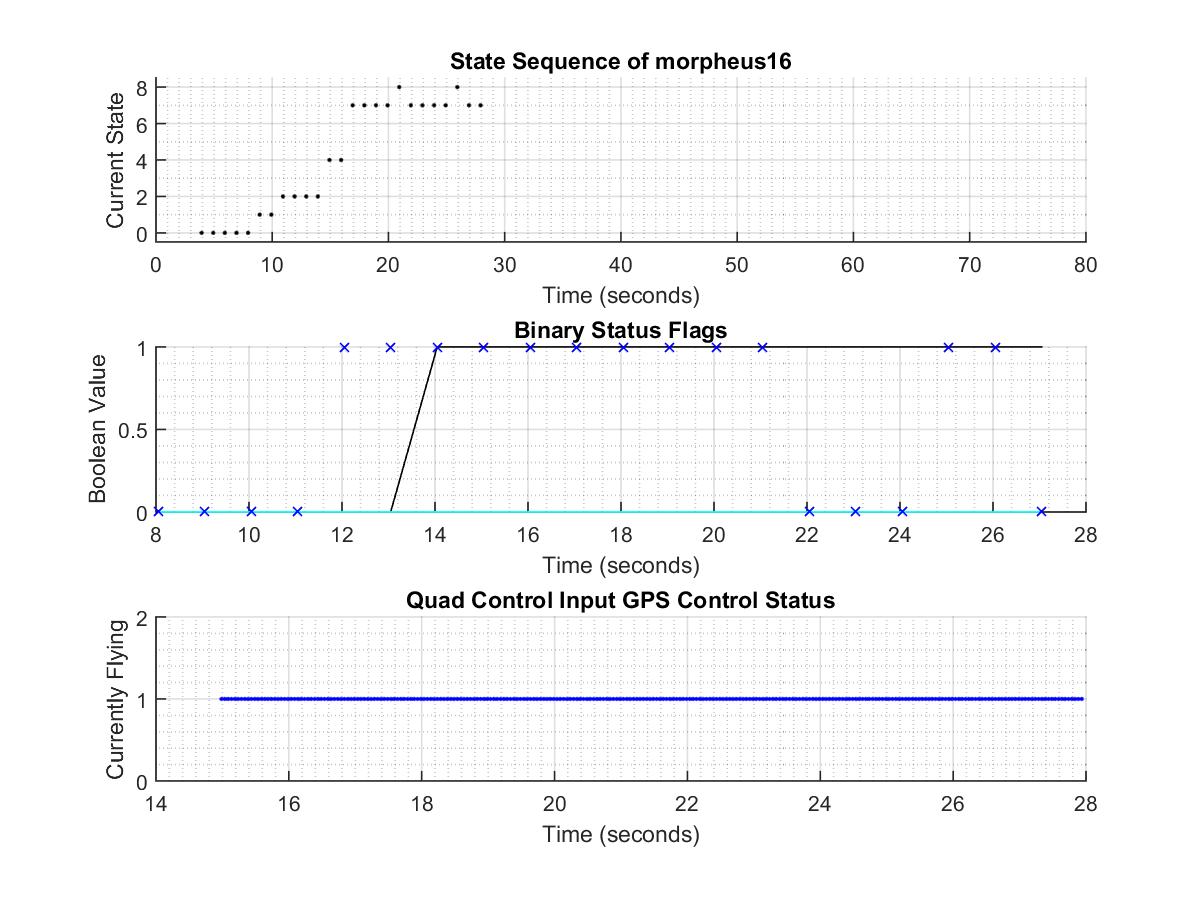 State Sequence of morpheus16
Current State
8
6
4
2
0
0 10 20 30 40 50 60 70 80
Time (seconds)
Binary Status Flags
Boolean Value
1
0.5
0
8 10 12 14 16 18 20 22 24 26 28
Time (seconds)
Quad Control Input GPS Control Status
Currently Flying
2
1
0
14 16 18 20 22 24 26 28
Time (seconds)